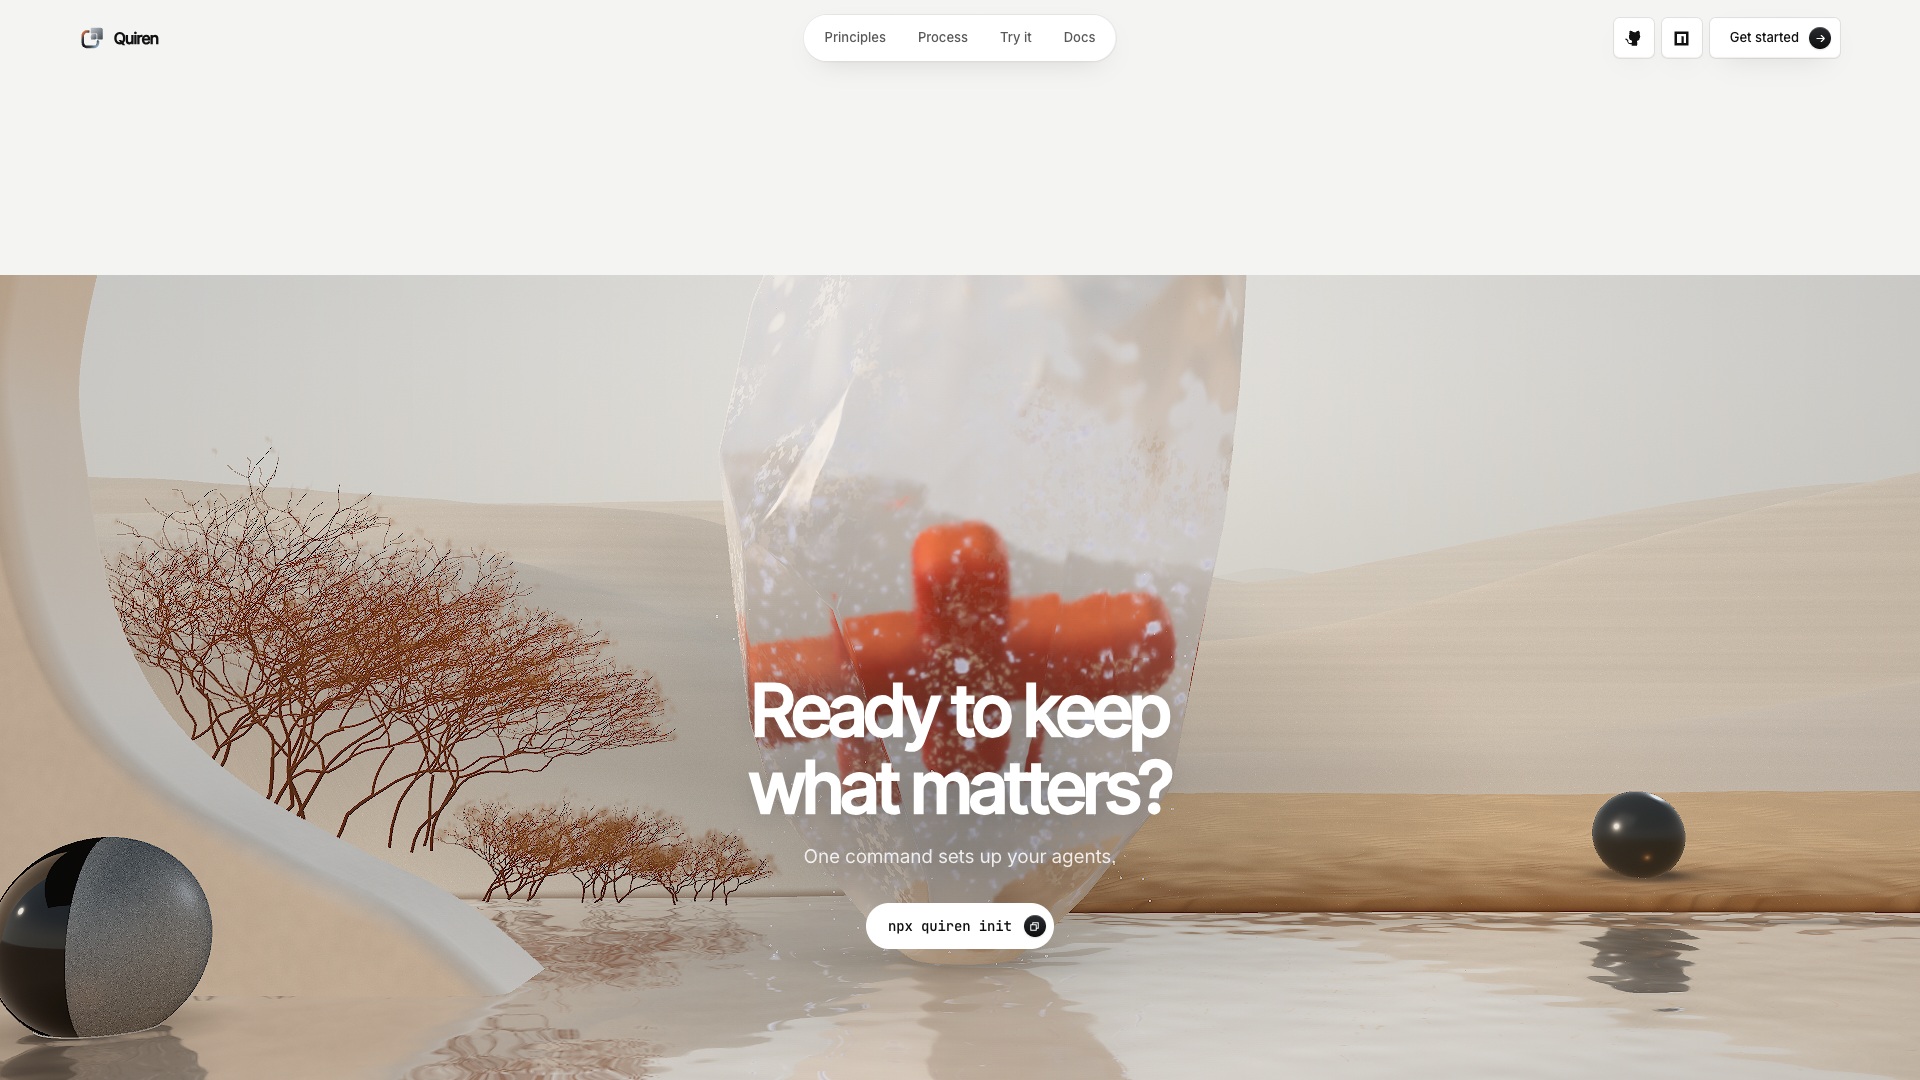 Quiren
Principles
Process
Try it
Docs
Get started
Ready to keep
what matters?
One command sets up your agents.
npx quiren init